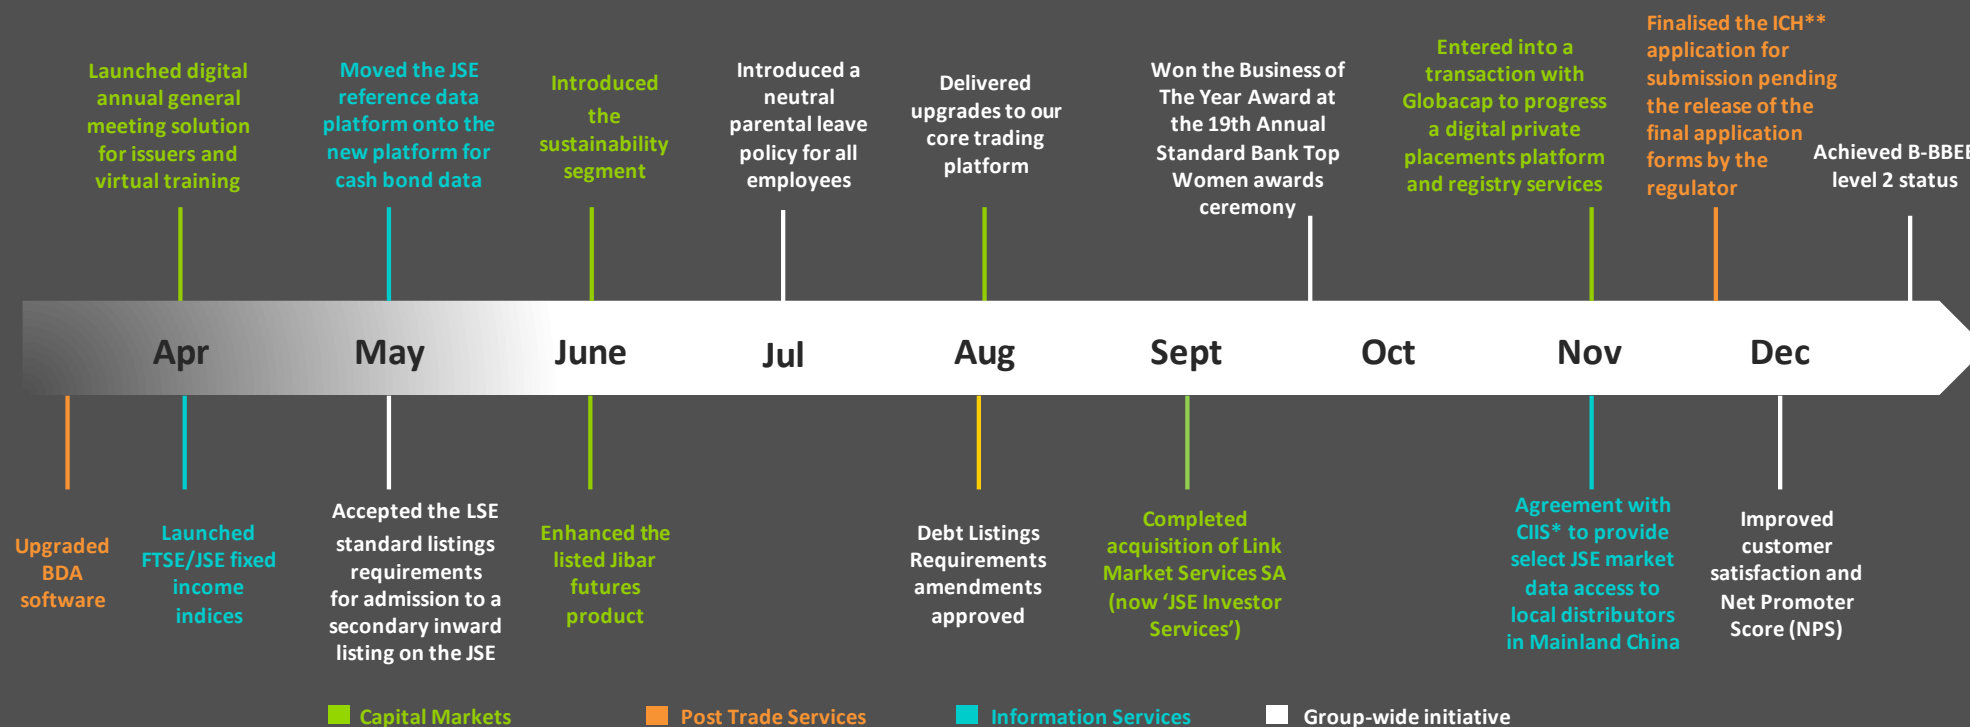 Launched digital
annual general
meeting solution
for issuers and
virtual training
Moved the JSE
reference data
platform onto the
new platform for
cash bond data
Introduced
the
sustainability
segment
Introduced a
neutral
parental leave
policy for all
employees
Delivered
upgrades to our
core trading
platform
Won the Business of
The Year Award at
the 19th Annual
Standard Bank Top
Women awards
ceremony
Entered into a
transaction with
Globacap to progress
a digital private
placements platform
and registry services
Finalised the ICH**
application for
submission pending
the release of the
final application
forms by the
regulator
Achieved B-BBEE
level 2 status
Apr
May
June
Jul
Aug
Sept
Oct
Nov
Dec
Upgraded
BDA
software
Launched
FTSE/JSE fixed
income
indices
Accepted the LSE
standard listings
requirements
for admission to a
secondary inward
listing on the JSE
Enhanced the
listed Jibar
futures
product
Debt Listings
Requirements
amendments
approved
Completed
acquisition of Link
Market Services SA
(now ‘JSE Investor
Services’)
Agreement with
CIIS* to provide
select JSE market
data access to
local distributors
in Mainland China
Improved
customer
satisfaction and
Net Promoter
Score (NPS)
Capital Markets
Post Trade Services
Information Services
Group-wide initiative